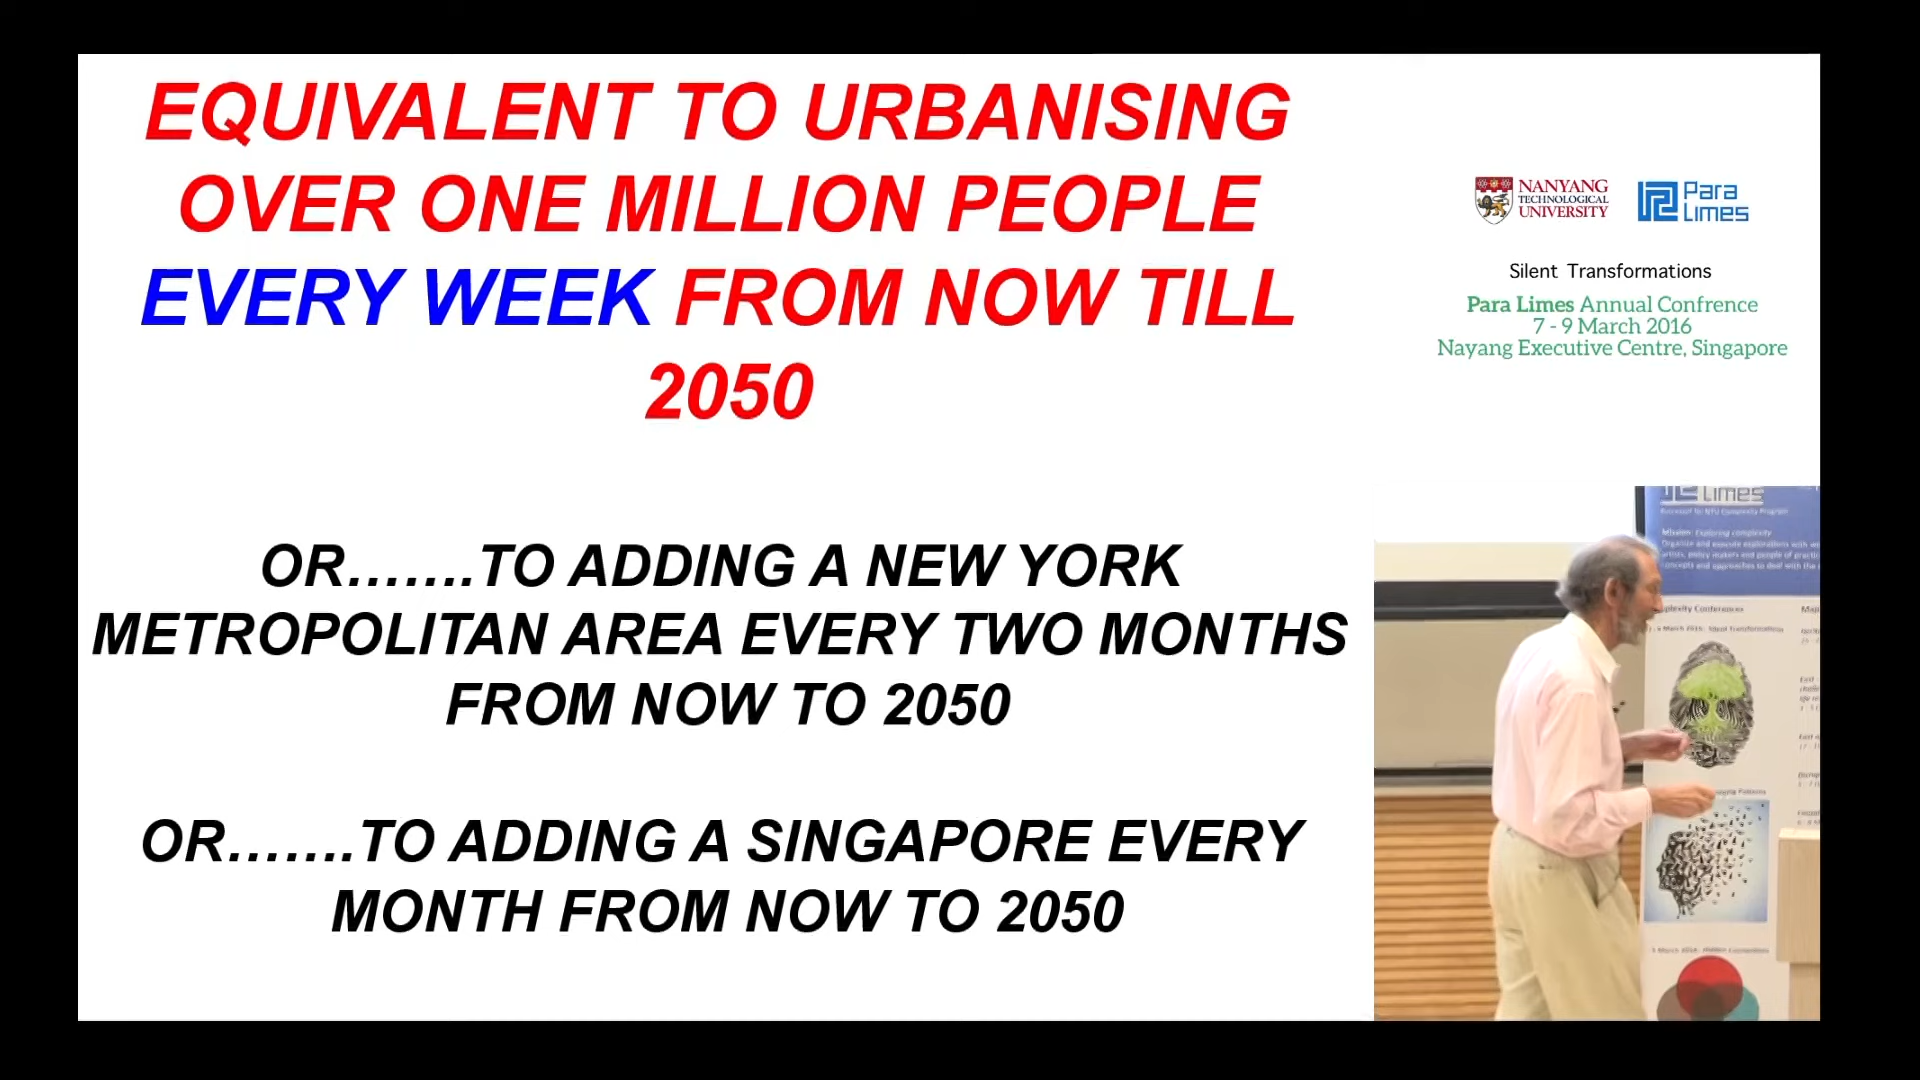 EQUIVALENT TO URBANISING
OVER ONE MILLION PEOPLE
EVERY WEEK FROM NOW TILL
2050
OR.......TO ADDING A NEW YORK
METROPOLITAN AREA EVERY TWO MONTHS
FROM NOW TO 2050
OR.......TO ADDING A SINGAPORE EVERY
MONTH FROM NOW TO 2050
NANYANG
TECHNOLOGICAL
UNIVERSITY
Para
Limes
Silent Transformations
Para Limes Annual Confrence
7 - 9 March 2016
Nayang Executive Centre, Singapore
Limes
Mission: Exploring complexity